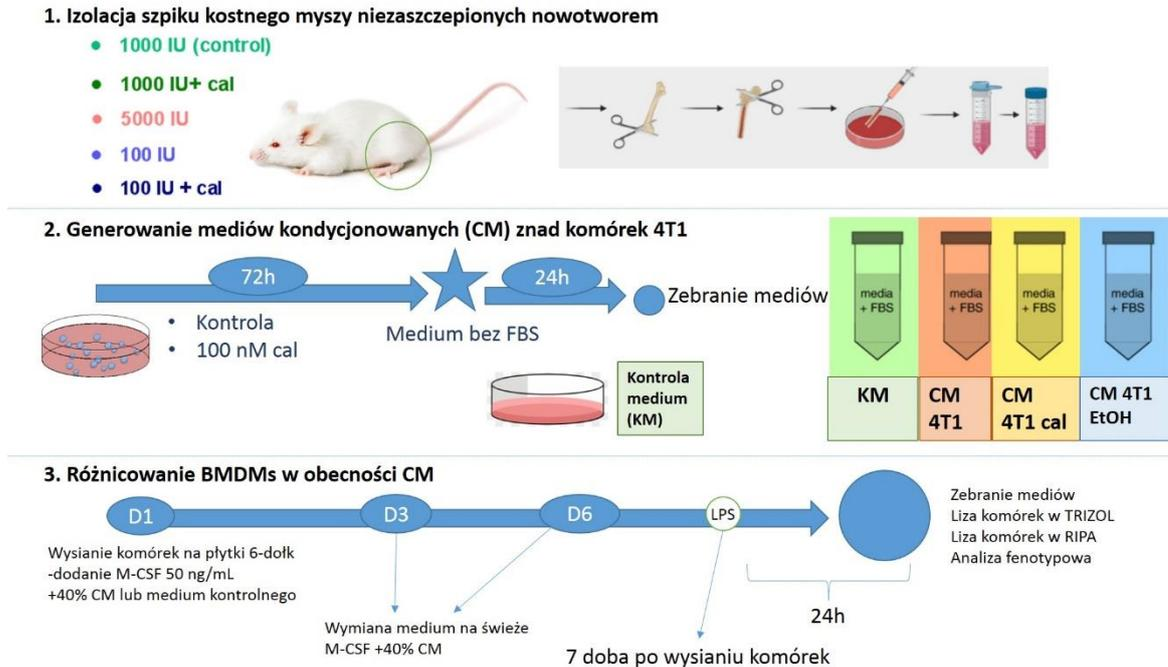 1. Izolacja szpiku kostnego myszy niezaszczepionych nowotworem
• 1000 IU (control)
• 1000 IU+ cal
• 5000 IU
• 100 IU
• 100 IU + cal
2. Generowanie mediów kondycjonowanych (CM) znad komórek 4T1
72h
24h
• Kontrola
• 100 nM cal
Medium bez FBS
Zebranie mediów
Kontrola
medium
(KM)
media
+ FBS
media
+ FBS
media
+ FBS
media
+ FBS
KM
CM
4T1
CM
4T1 cal
CM 4T1
EtOH
3. Różnicowanie BMDMs w obecności CM
D1
D3
D6
LPS
Wysianie komórek na płytki 6-dołk
-dodanie M-CSF 50 ng/mL
+40% CM lub medium kontrolnego
Wymiana medium na świeże
M-CSF +40% CM
7 doba po wysianiu komórek
24h
Zebranie mediów
Liza komórek w TRIZOL
Liza komórek w RIPA
Analiza fenotypowa